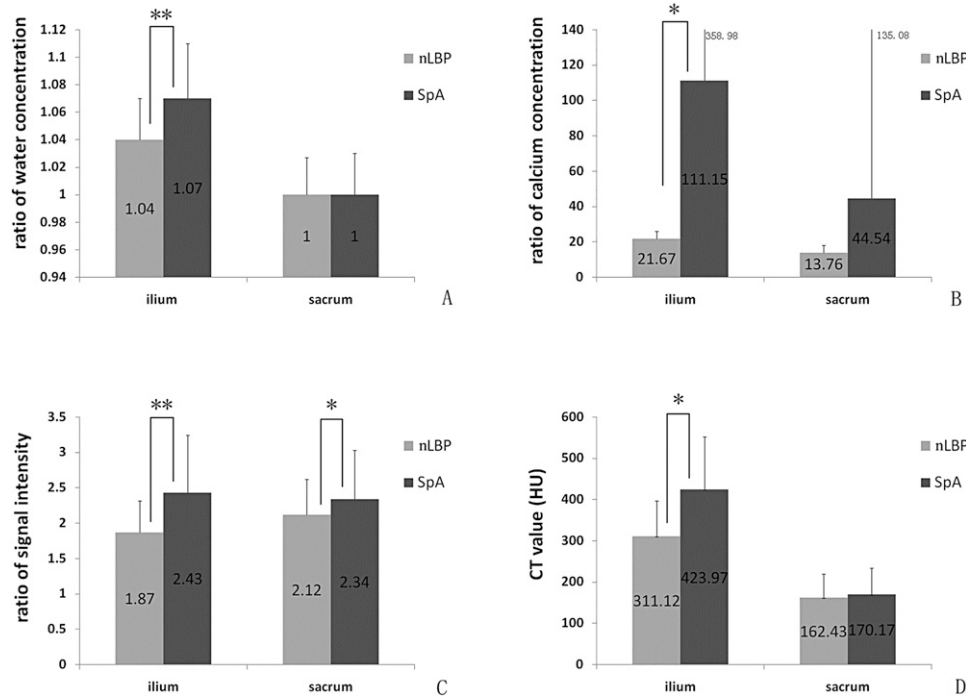 **
ratio of water concentration
1.12
1.1
1.08
1.06
1.04
1.02
1
0.98
0.96
0.94
1.04
1.07
1
1
ilium
sacrum
nLBP
SpA
A
*
ratio of calcium concentration
140
120
100
80
60
40
20
0
358.98
135.08
21.67
111.15
13.76
44.54
ilium
sacrum
nLBP
SpA
B
**
*
ratio of signal intensity
3.5
3
2.5
2
1.5
1
0.5
0
1.87
2.43
2.12
2.34
ilium
sacrum
nLBP
SpA
C
*
CT value (HU)
600
500
400
300
200
100
0
311.12
423.97
162.43
170.17
ilium
sacrum
nLBP
SpA
D